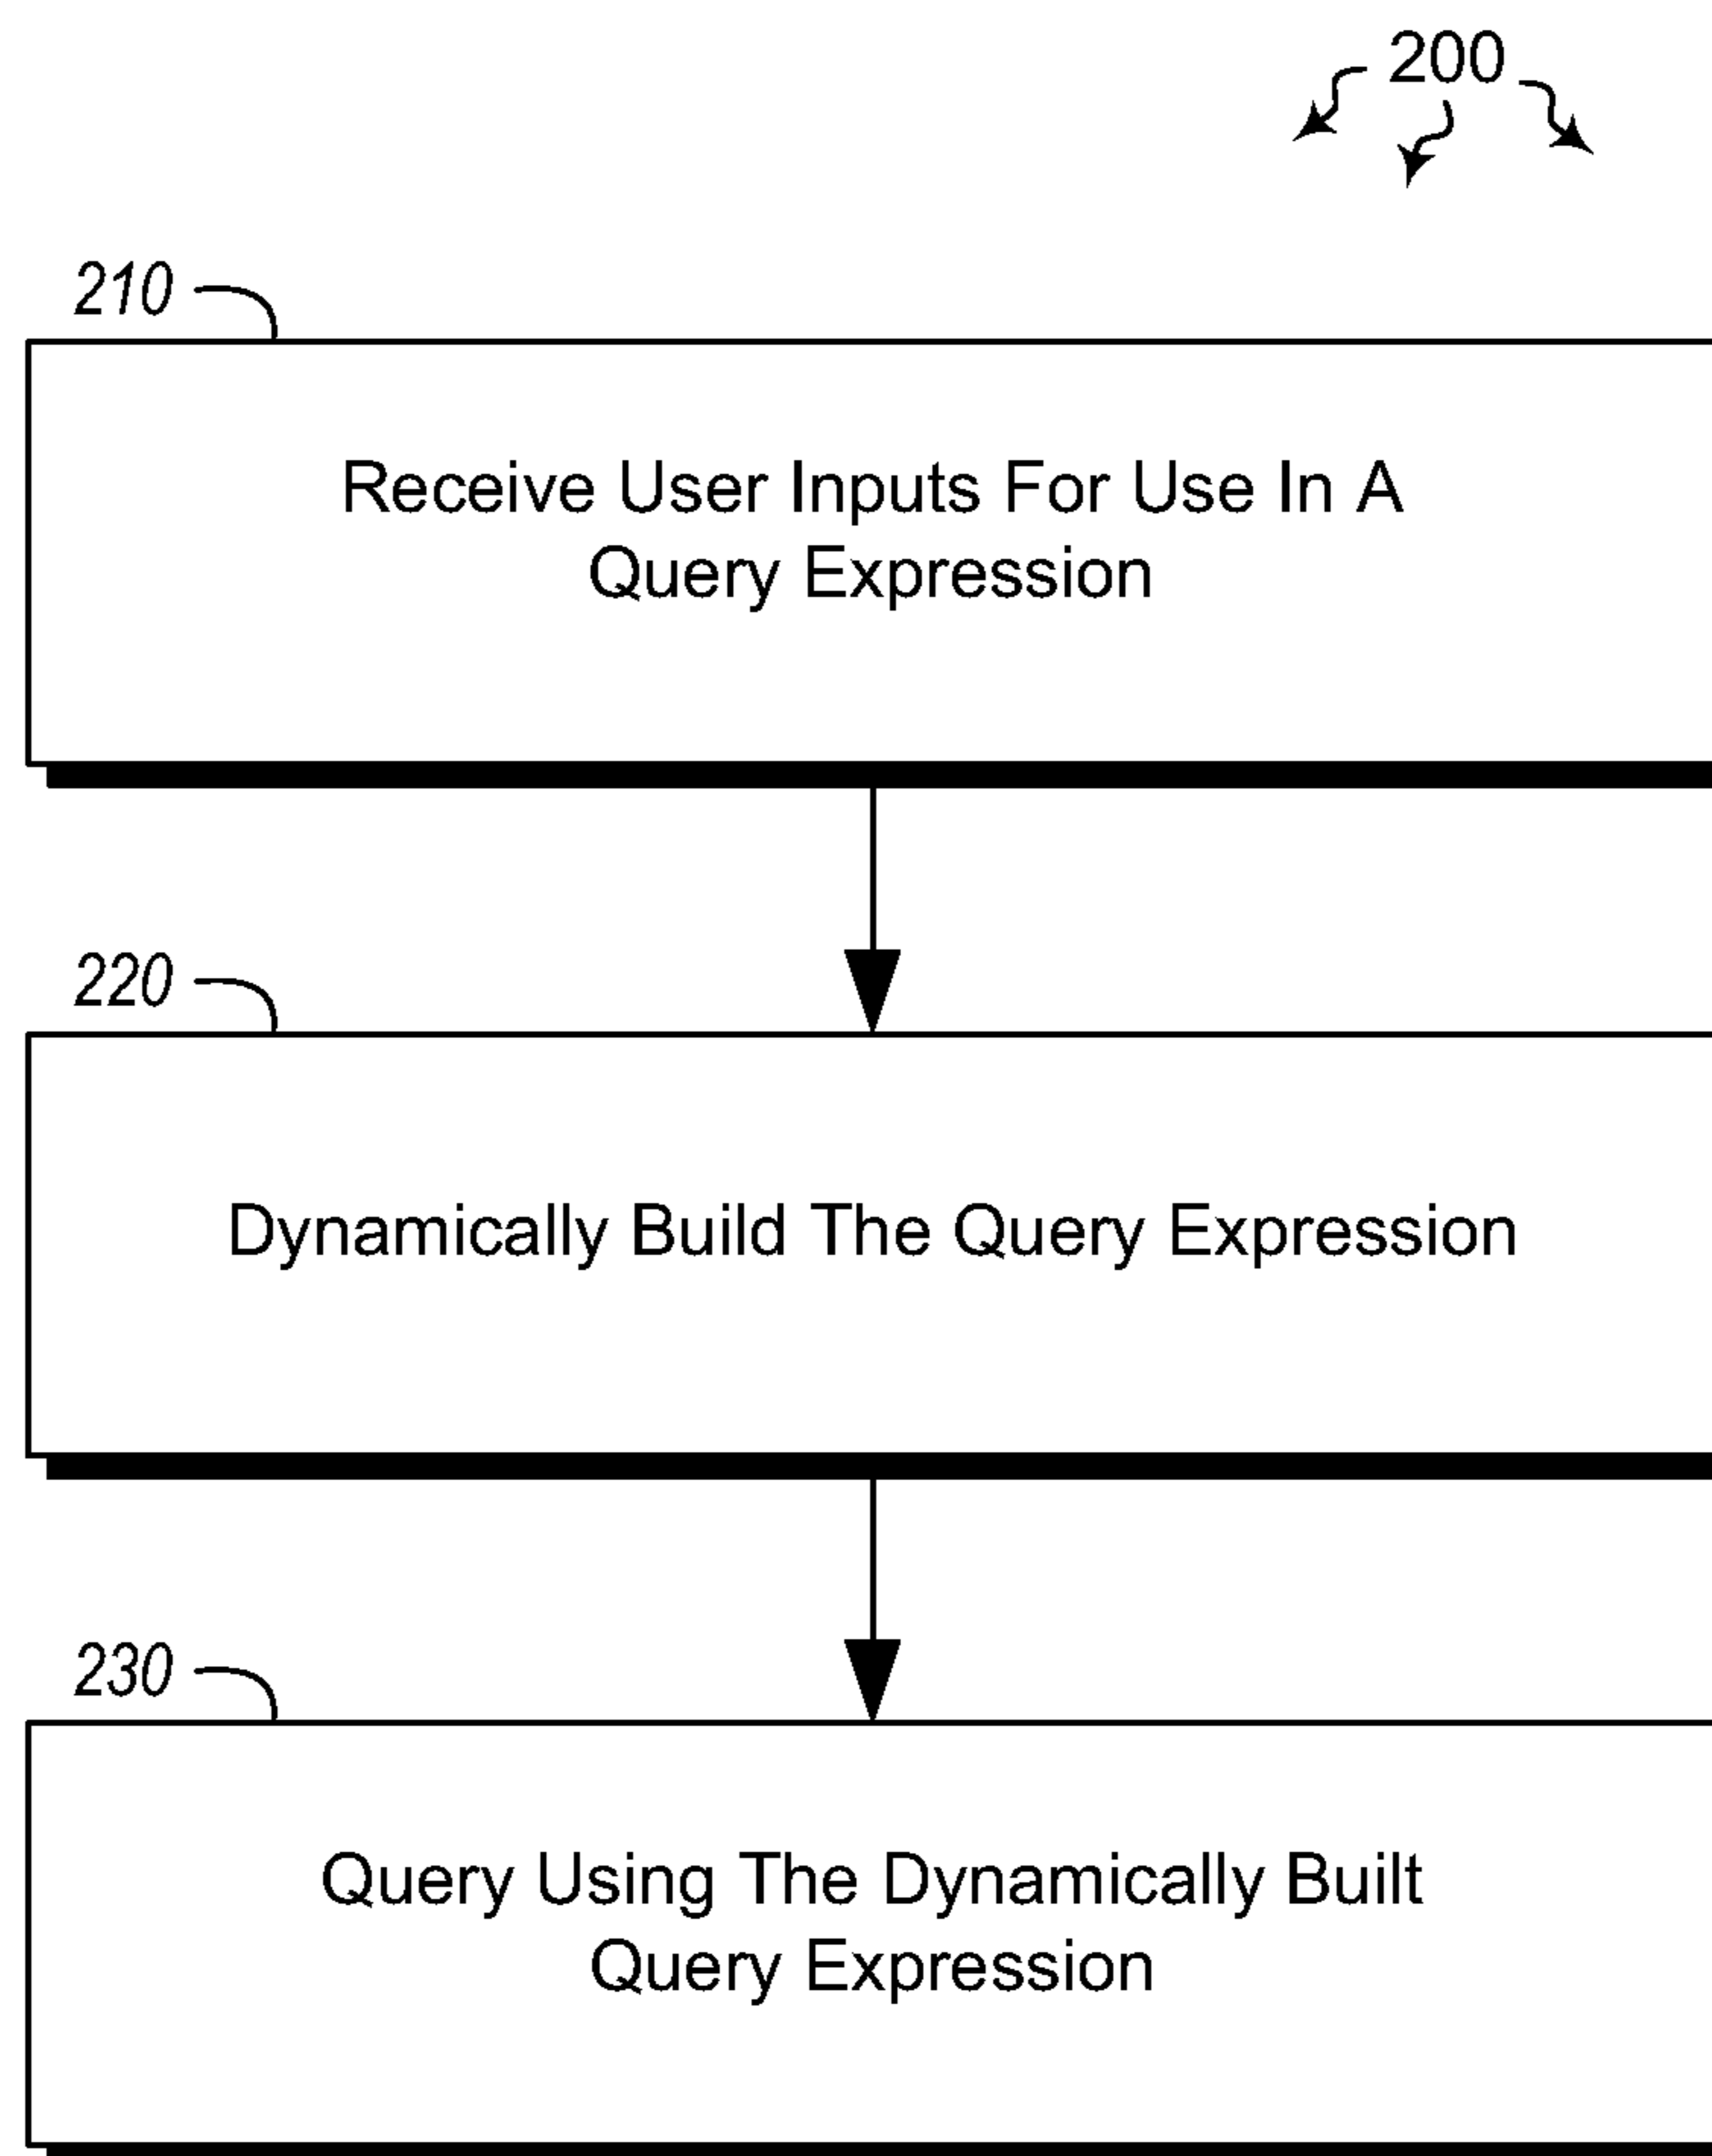 200
210
Receive User Inputs For Use In A
Query Expression
220
Dynamically Build The Query Expression
230
Query Using The Dynamically Built
Query Expression